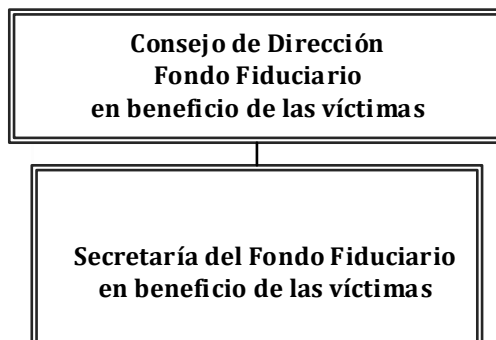 Consejo de Dirección
Fondo Fiduciario
en beneficio de las víctimas
Secretaría del Fondo Fiduciario
en beneficio de las víctimas